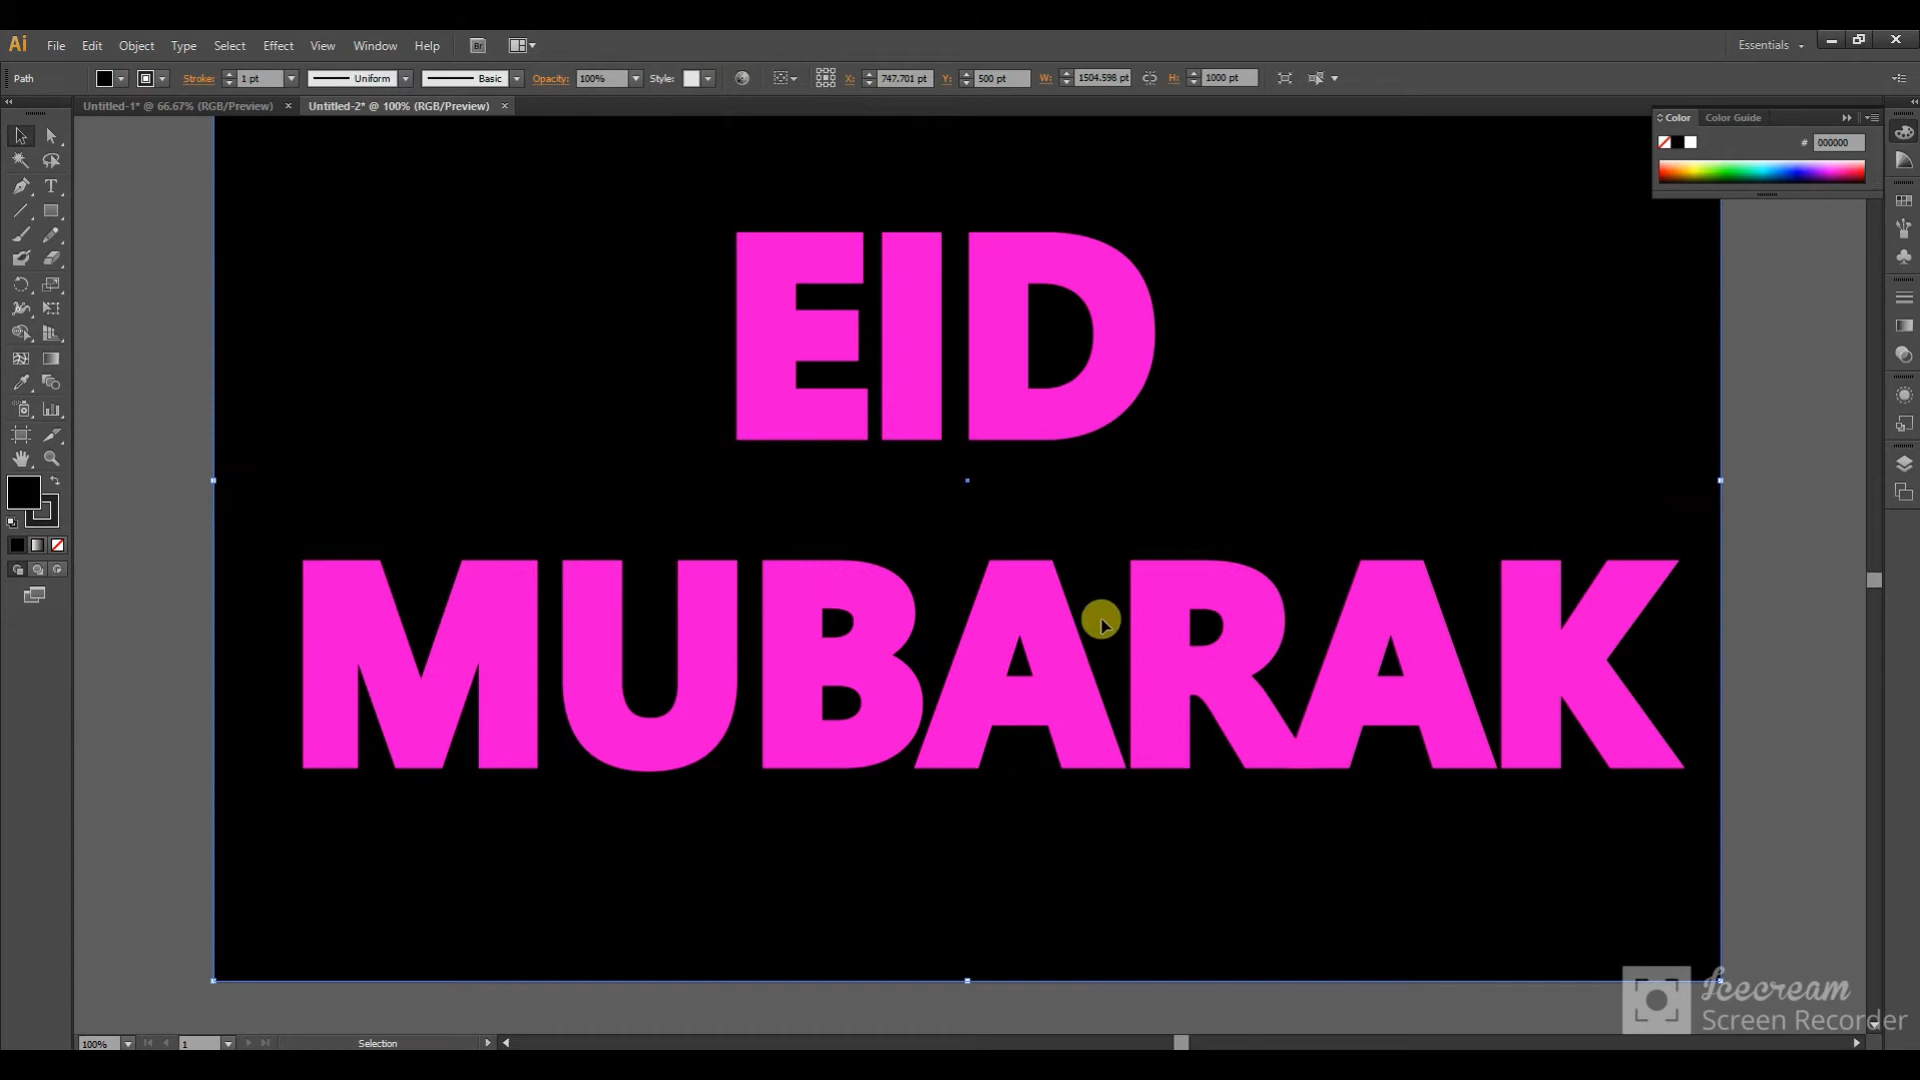 Ai File Edit Object Type Select Effect View Window Help Br Essentials
Path Stroke: 1 pt Uniform Basic Opacity: 100% Style: X: 747.701 pt Y: 500 pt W: 1504.598 pt H: 1000 pt
Untitled-1* @ 66.67% (RGB/Preview) × Untitled-2* @ 100% (RGB/Preview) ×
Color Color Guide
# 000000
EID
MUBARAK
Icecream
Screen Recorder
100% 1 Selection